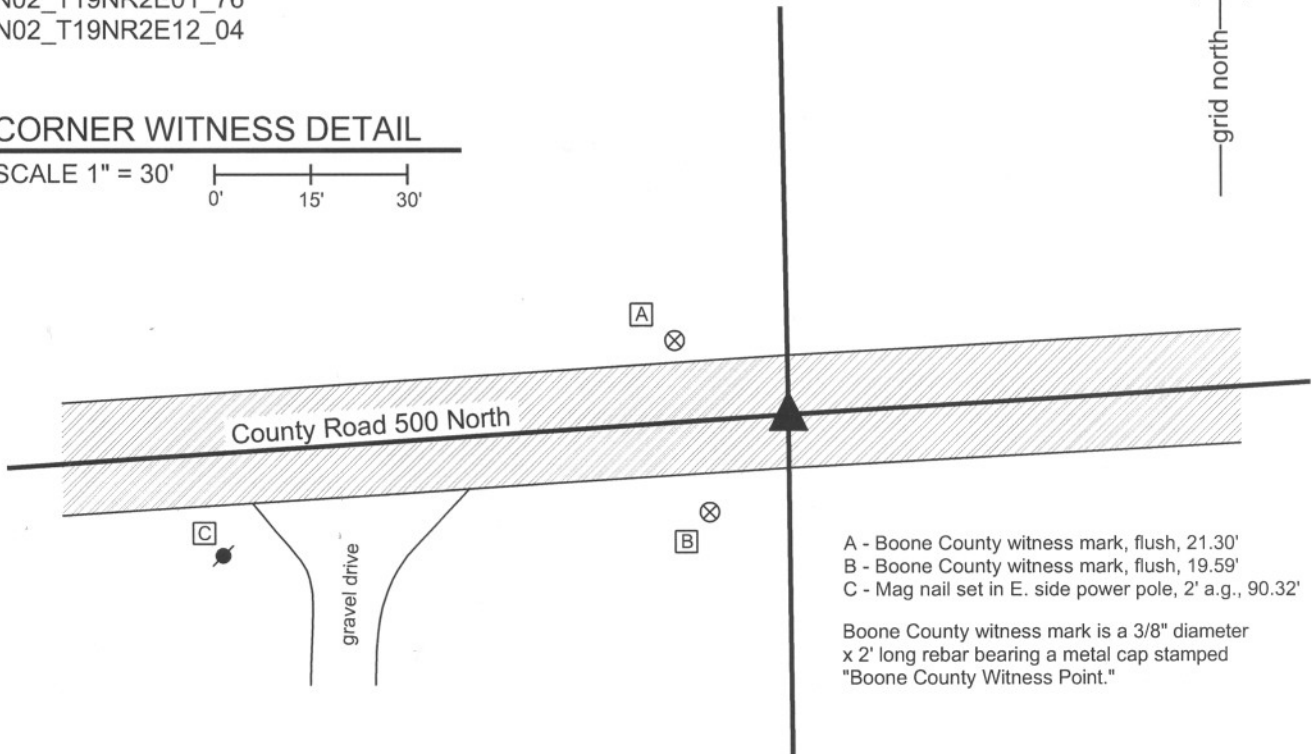 N02_T19NR2E01_76
N02_T19NR2E12_04
grid north
CORNER WITNESS DETAIL
SCALE 1" = 30'
0' 15' 30'
A
County Road 500 North
C
B
gravel drive
A - Boone County witness mark, flush, 21.30'
B - Boone County witness mark, flush, 19.59'
C - Mag nail set in E. side power pole, 2' a.g., 90.32'
Boone County witness mark is a 3/8" diameter
x 2' long rebar bearing a metal cap stamped
"Boone County Witness Point."